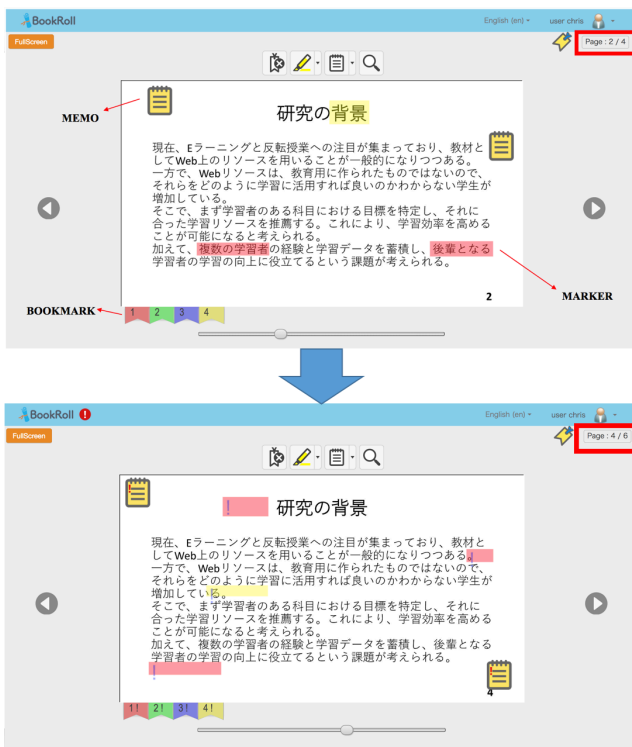 BookRoll
English (en)
user chris
FullScreen
Page : 2 / 4
MEMO
研究の背景
現在、Eラーニングと反転授業への注目が集まっており、教材と
してWeb上のリソースを用いることが一般的になりつつある。
一方で、Webリソースは、教育用に作られたものではないので、
それらをどのように学習に活用すれば良いのかわからない学生が
増加している。
そこで、まず学習者のある科目における目標を特定し、それに
合った学習リソースを推薦する。これにより、学習効率を高める
ことが可能になると考えられる。
加えて、複数の学習者の経験と学習データを蓄積し、後輩となる
学習者の学習の向上に役立てるという課題が考えられる。
2
MARKER
BOOKMARK
1 2 3 4
BookRoll !
English (en)
user chris
FullScreen
Page : 4 / 6
!
! 研究の背景
現在、Eラーニングと反転授業への注目が集まっており、教材と
してWeb上のリソースを用いることが一般的になりつつある。
一方で、Webリソースは、教育用に作られたものではないので、
それらをどのように学習に活用すれば良いのかわからない学生が
増加している。
そこで、まず学習者のある科目における目標を特定し、それに
合った学習リソースを推薦する。これにより、学習効率を高める
ことが可能になると考えられる。
加えて、複数の学習者の経験と学習データを蓄積し、後輩となる
学習者の学習の向上に役立てるという課題が考えられる。
!
!
4
1! 2! 3! 4!